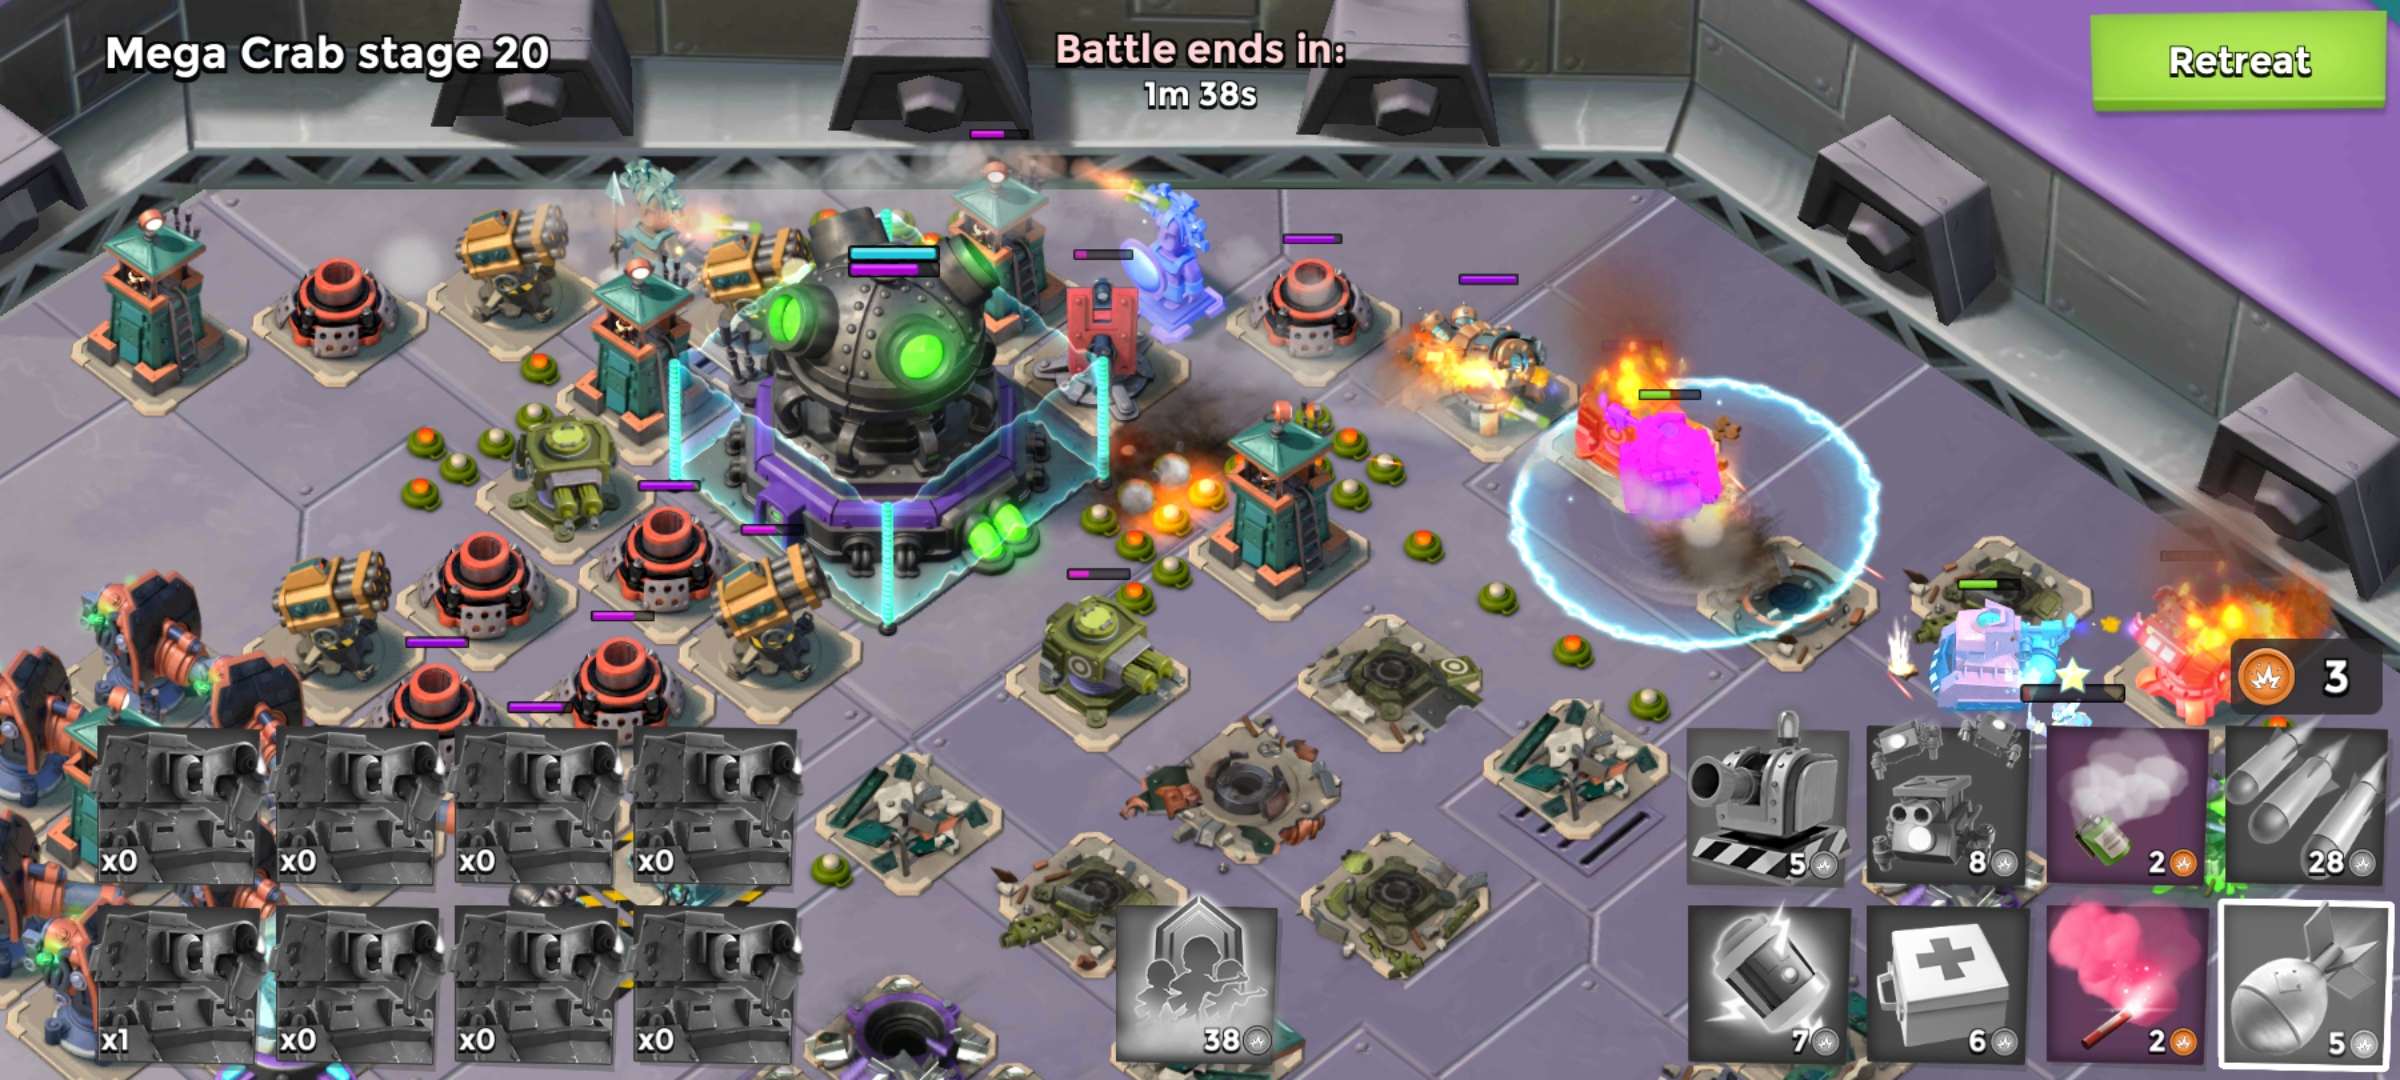 Mega Crab stage 20
Battle ends in:
1m 38s
Retreat
3
x0
x0
x0
x0
5
8
2
28
x1
x0
x0
x0
38
7
6
2
5